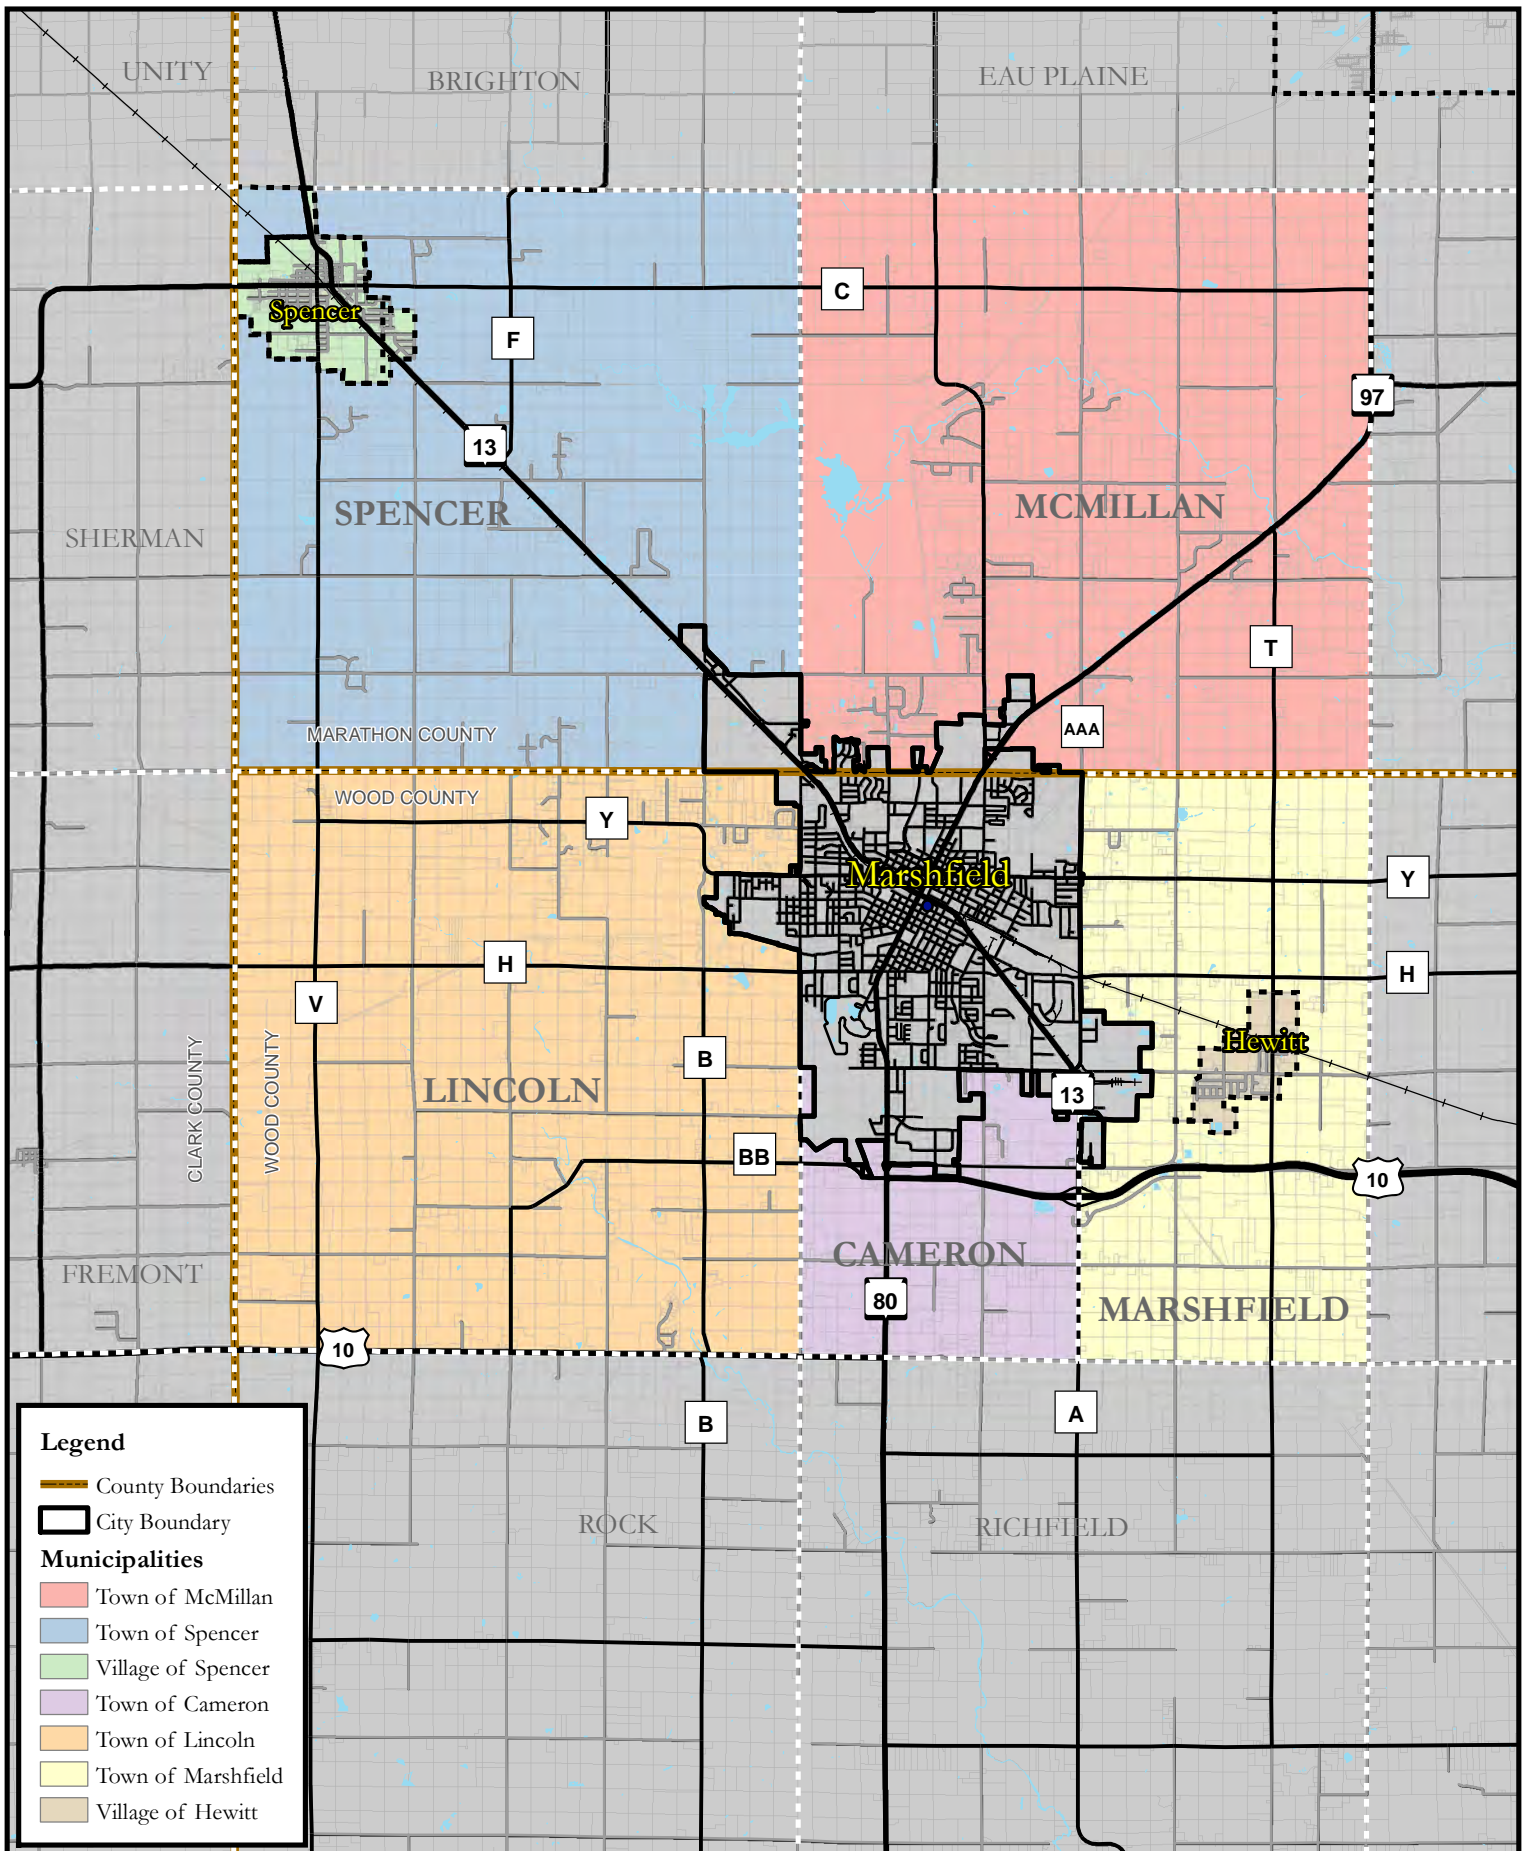 UNITY
BRIGHTON
EAU PLAINE
C
Spencer
F
97
13
SPENCER
MCMILLAN
SHERMAN
T
AAA
MARATHON COUNTY
WOOD COUNTY
Y
Marshfield
Y
H
H
V
Hewitt
B
CLARK COUNTY
WOOD COUNTY
LINCOLN
13
BB
10
CAMERON
FREMONT
80
MARSHFIELD
10
A
B
ROCK
RICHFIELD
Legend
County Boundaries
City Boundary
Municipalities
Town of McMillan
Town of Spencer
Village of Spencer
Town of Cameron
Town of Lincoln
Town of Marshfield
Village of Hewitt